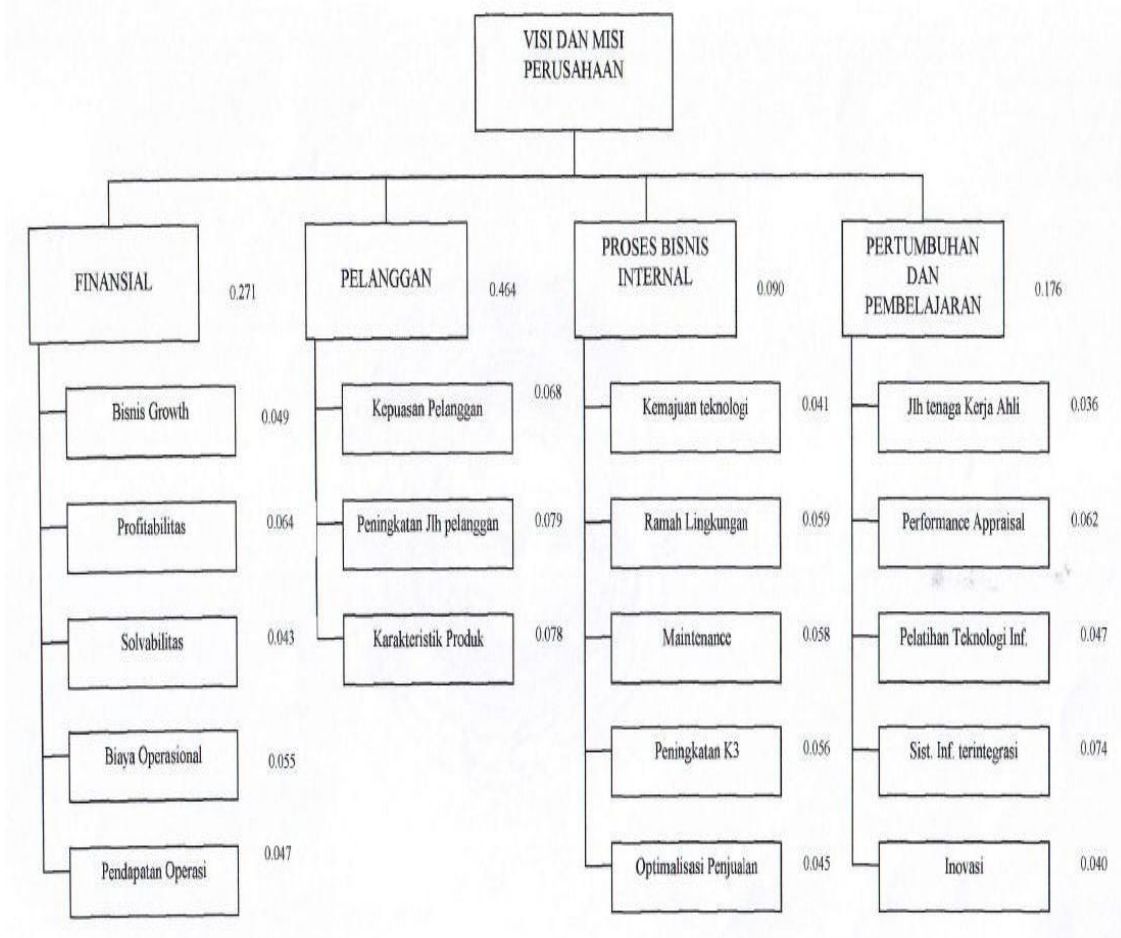 VISI DAN MISI
PERUSAHAAN
FINANSIAL
0.271
PELANGGAN
0.464
PROSES BISNIS
INTERNAL
0.090
PERTUMBUHAN
DAN
PEMBELAJARAN
0.176
Bisnis Growth
0.049
Profitabilitas
0.064
Solvabilitas
0.043
Biaya Operasional
0.055
Pendapatan Operasi
0.047
Kepuasan Pelanggan
0.068
Peningkatan Jlh pelanggan
0.079
Karakteristik Produk
0.078
Kemajuan teknologi
0.041
Ramah Lingkungan
0.059
Maintenance
0.058
Peningkatan K3
0.056
Optimalisasi Penjualan
0.045
Jlh tenaga Kerja Ahli
0.036
Performance Appraisal
0.062
Pelatihan Teknologi Inf.
0.047
Sist. Inf. terintegrasi
0.074
Inovasi
0.040